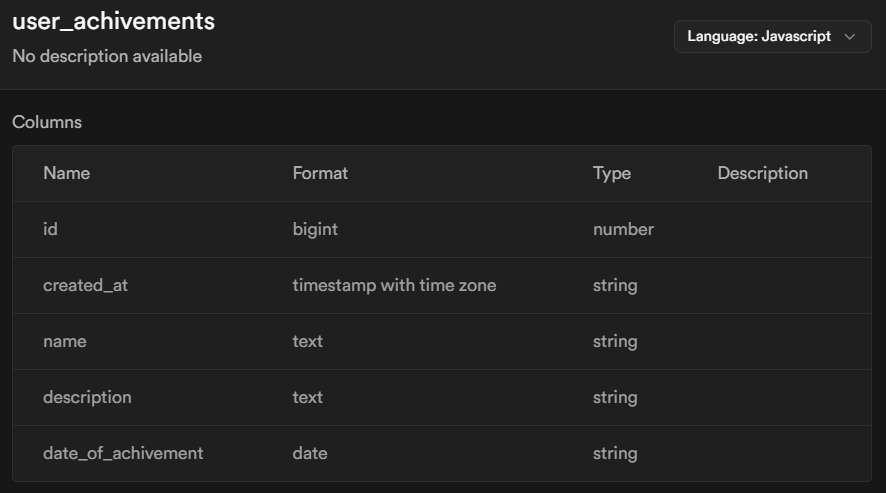 user_achivements
No description available
Language: Javascript
Columns
Name Format Type Description
id bigint number
created_at timestamp with time zone string
name text string
description text string
date_of_achivement date string